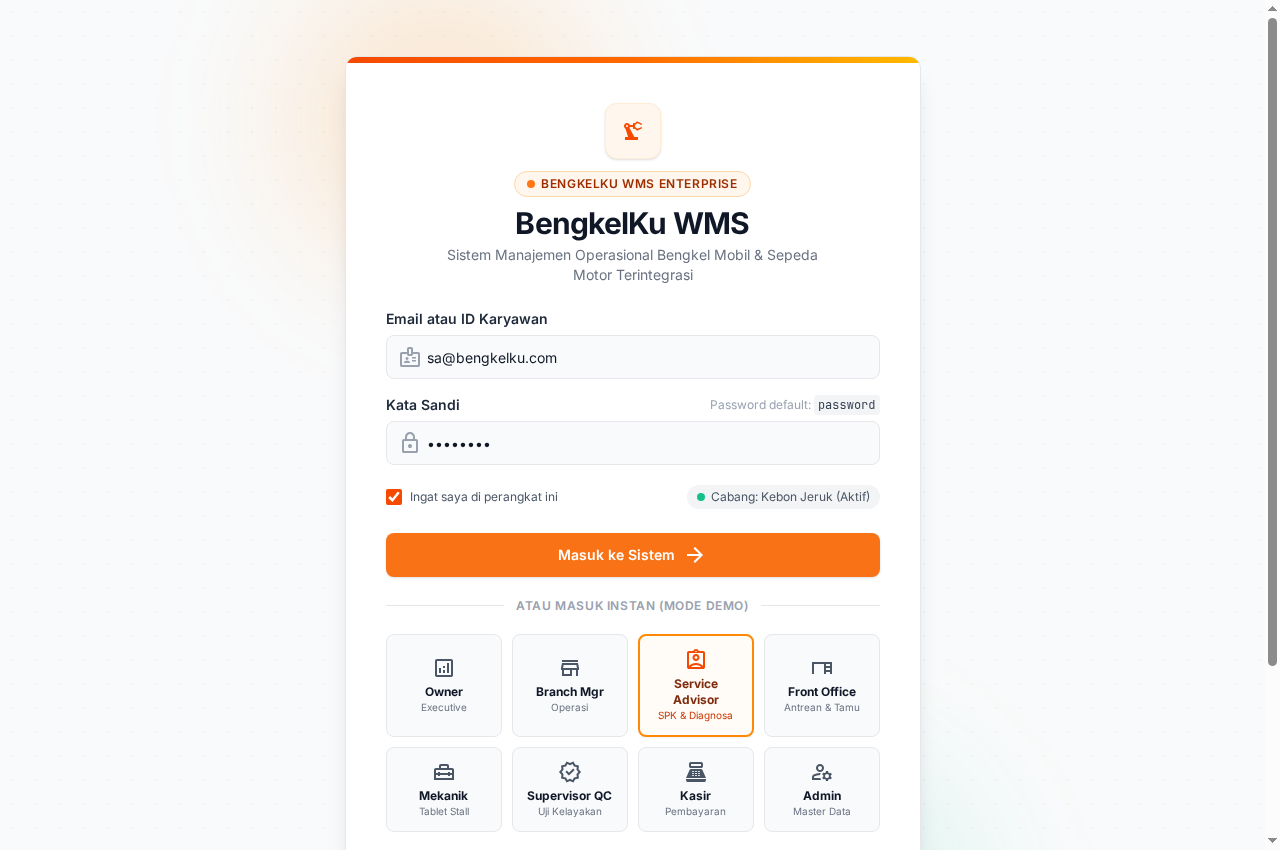 BENGKELKU WMS ENTERPRISE
BengkelKu WMS
Sistem Manajemen Operasional Bengkel Mobil & Sepeda
Motor Terintegrasi
Email atau ID Karyawan
sa@bengkelku.com
Kata Sandi
Password default: password
••••••••
Ingat saya di perangkat ini
Cabang: Kebon Jeruk (Aktif)
Masuk ke Sistem
ATAU MASUK INSTAN (MODE DEMO)
Owner
Executive
Branch Mgr
Operasi
Service
Advisor
SPK & Diagnosa
Front Office
Antrean & Tamu
Mekanik
Tablet Stall
Supervisor QC
Uji Kelayakan
Kasir
Pembayaran
Admin
Master Data